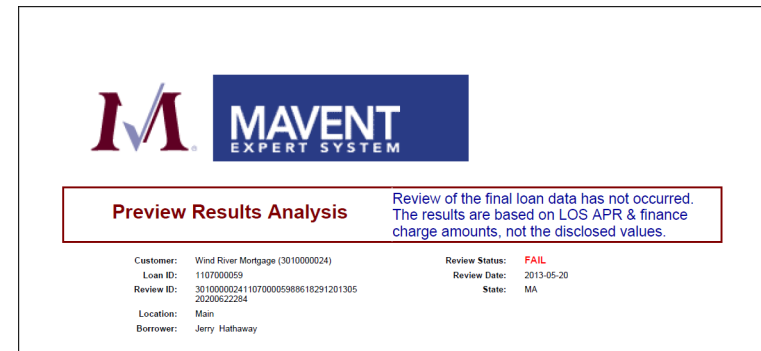 M
MAVENT
EXPERT SYSTEM
Preview Results Analysis
Review of the final loan data has not occurred.
The results are based on LOS APR & finance
charge amounts, not the disclosed values.
Customer: Wind River Mortgage (3010000024)
Loan ID: 1107000059
Review ID: 3010000024110700005988618291201305
20200622284
Location: Main
Borrower: Jerry Hathaway
Review Status: FAIL
Review Date: 2013-05-20
State: MA